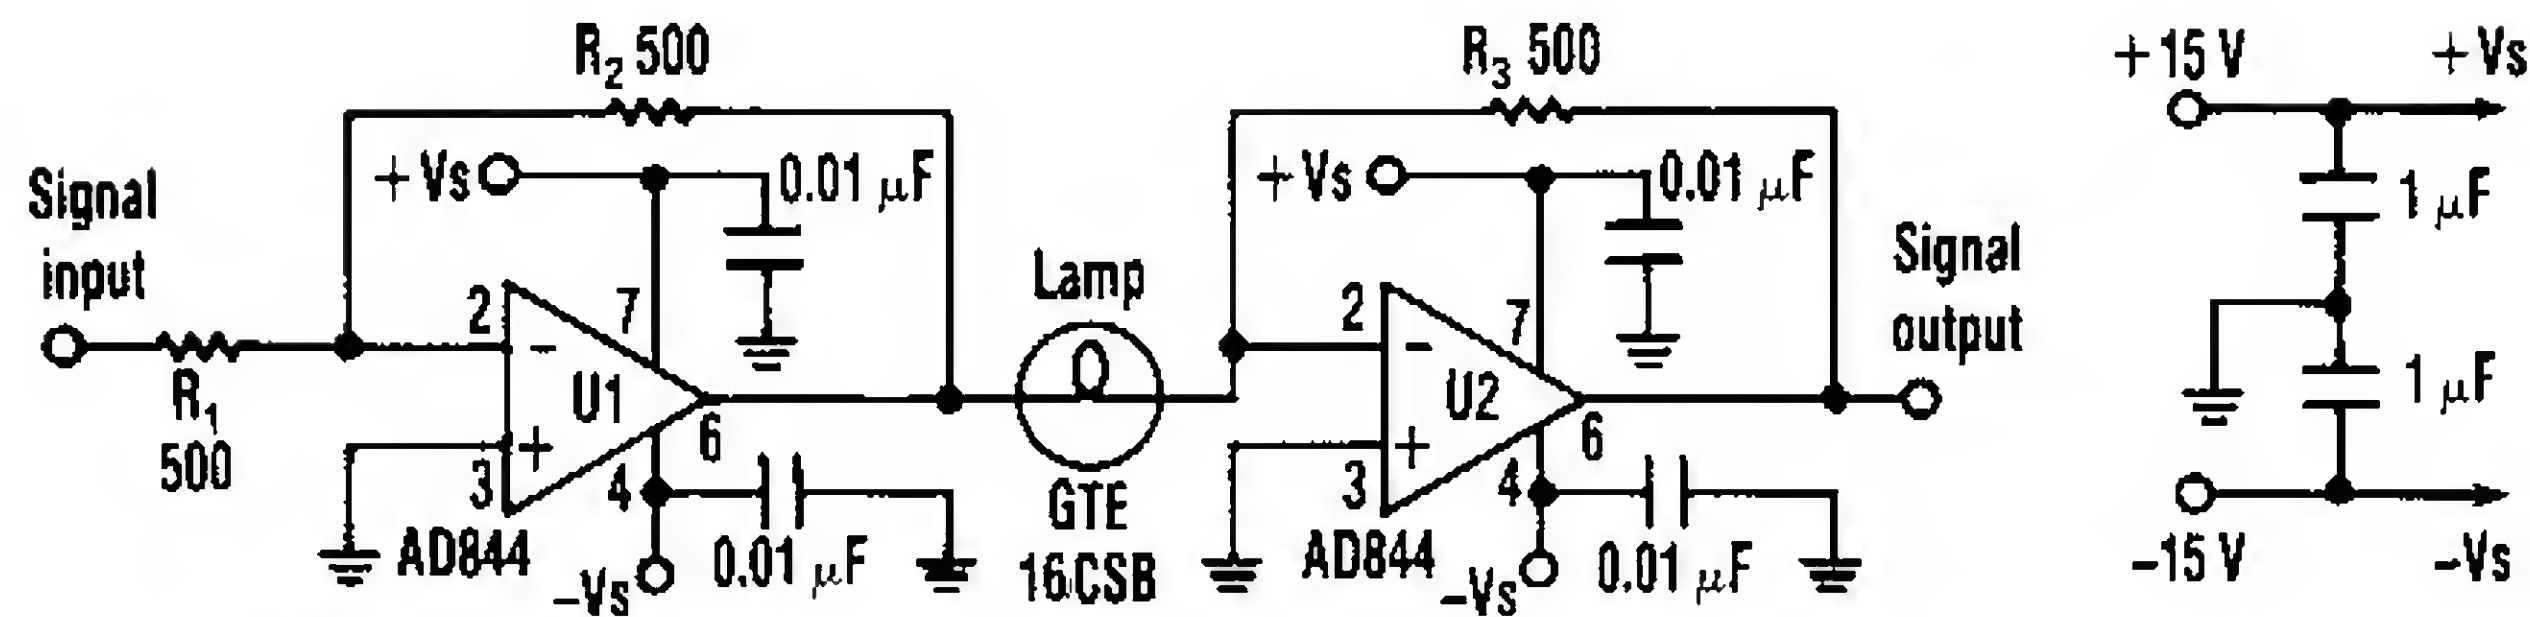 R2 500
R3 500
+15 V
+Vs
Signal
input
+Vs
0.01 μF
+Vs
0.01 μF
1 μF
Signal
output
Lamp
2
7
2
7
-
U1
-
U2
R1
500
+
3
6
4
+
3
6
4
1 μF
AD844
-Vs
0.01 μF
GTE
16CSB
AD844
-Vs
0.01 μF
-15 V
-Vs